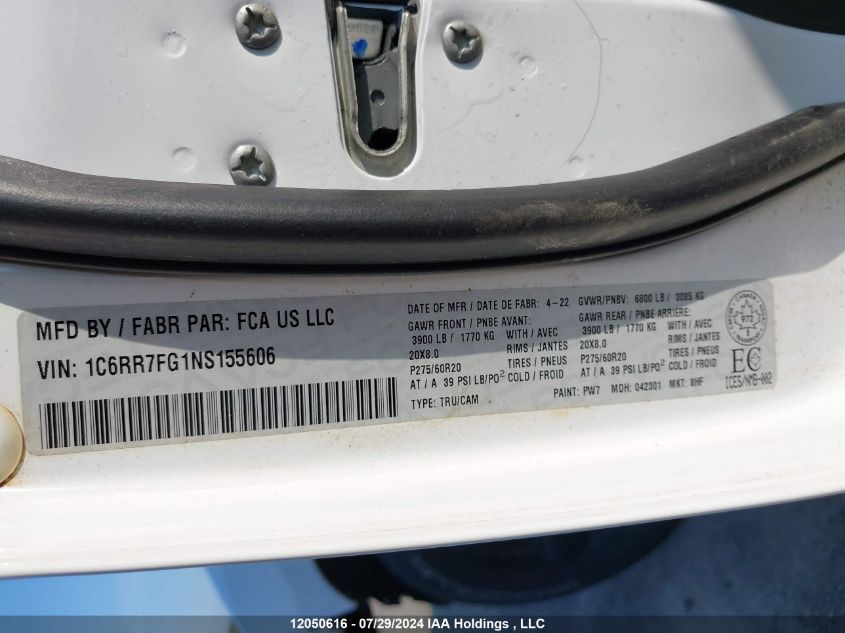 MFD BY / FABR PAR: FCA US LLC
VIN: 1C6RR7FG1NS155606
DATE OF MFR / DATE DE FABR: 4-22
GAWR FRONT / PNBE AVANT:
3900 LB / 1770 KG WITH / AVEC
20X8.0 RIMS / JANTES
P275/60R20 TIRES / PNEUS
AT / A 39 PSI LB/PO² COLD / FROID
TYPE: TRU/CAM
GVWR/PNBV: 6800 LB / 3085 KG
GAWR REAR / PNBE ARRIERE:
3900 LB / 1770 KG WITH / AVEC
20X8.0 RIMS / JANTES
P275/60R20 TIRES / PNEUS
AT / A 39 PSI LB/PO² COLD / FROID
PAINT: PW7 MDH: 042301 MKT: 8HF
CANADA
972
TRANSPORT
EC
ICES/NMB-002
12050616 - 07/29/2024 IAA Holdings , LLC